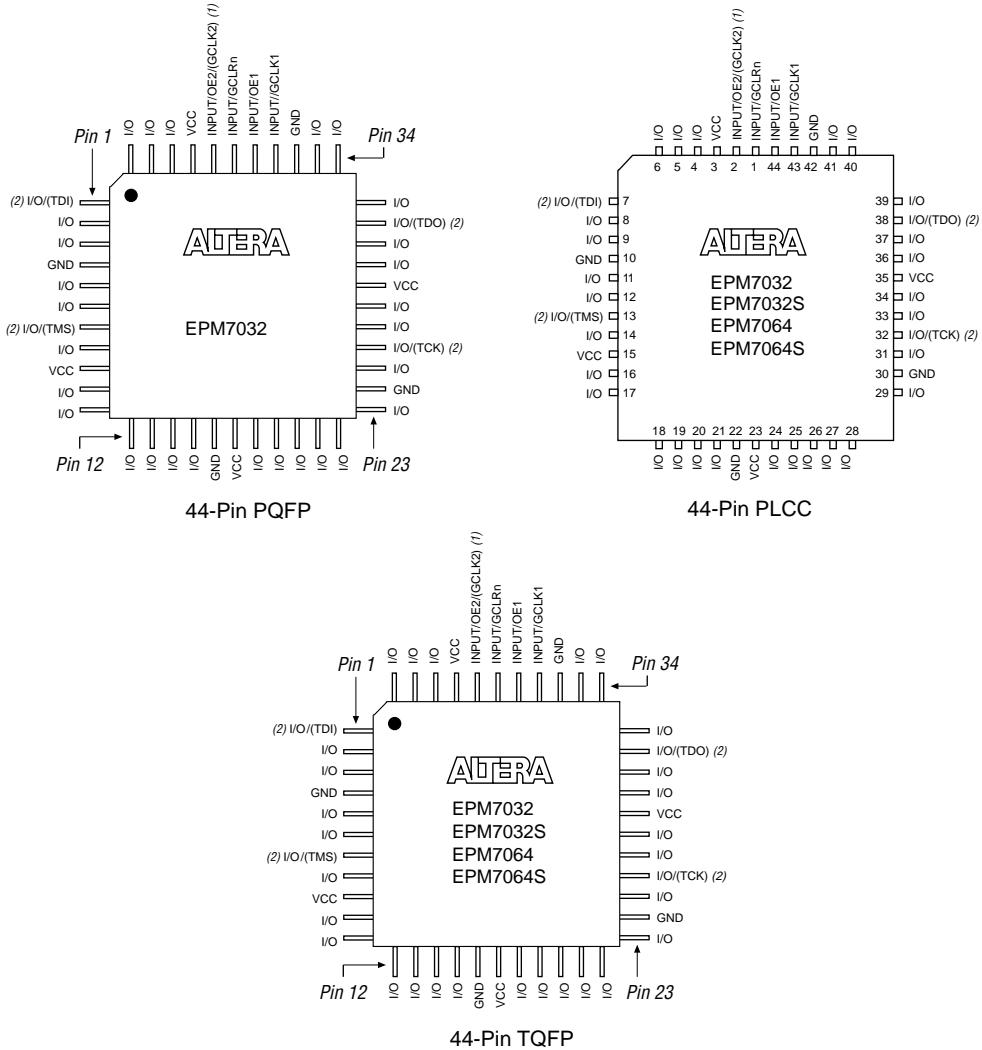 I/O
I/O
I/O
VCC
INPUT/OE2/(GCLK2) (1)
INPUT/GCLRn
INPUT/OE1
INPUT//GCLK1
GND
I/O
I/O
Pin 1
Pin 34
(2) I/O/(TDI)
I/O
I/O
GND
I/O
I/O
(2) I/O/(TMS)
I/O
VCC
I/O
I/O
ALTERA
EPM7032
I/O
I/O/(TDO) (2)
I/O
I/O
VCC
I/O
I/O
I/O/(TCK) (2)
I/O
GND
I/O
Pin 12
Pin 23
I/O
I/O
I/O
I/O
GND
VCC
I/O
I/O
I/O
I/O
I/O
44-Pin PQFP
I/O
I/O
I/O
VCC
INPUT/OE2/(GCLK2) (1)
INPUT/GCLRn
INPUT/OE1
INPUT/GCLK1
GND
I/O
I/O
6 5 4 3 2 1 44 43 42 41 40
(2) I/O/(TDI) 7
I/O 8
I/O 9
GND 10
I/O 11
I/O 12
(2) I/O/(TMS) 13
I/O 14
VCC 15
I/O 16
I/O 17
ALTERA
EPM7032
EPM7032S
EPM7064
EPM7064S
39 I/O
38 I/O/(TDO) (2)
37 I/O
36 I/O
35 VCC
34 I/O
33 I/O
32 I/O/(TCK) (2)
31 I/O
30 GND
29 I/O
18 19 20 21 22 23 24 25 26 27 28
I/O
I/O
I/O
I/O
GND
VCC
I/O
I/O
I/O
I/O
I/O
44-Pin PLCC
I/O
I/O
I/O
VCC
INPUT/OE2/(GCLK2) (1)
INPUT/GCLRn
INPUT/OE1
INPUT/GCLK1
GND
I/O
I/O
Pin 1
Pin 34
(2) I/O/(TDI)
I/O
I/O
GND
I/O
I/O
(2) I/O/(TMS)
I/O
VCC
I/O
I/O
ALTERA
EPM7032
EPM7032S
EPM7064
EPM7064S
I/O
I/O/(TDO) (2)
I/O
I/O
VCC
I/O
I/O
I/O/(TCK) (2)
I/O
GND
I/O
Pin 12
Pin 23
I/O
I/O
I/O
I/O
GND
VCC
I/O
I/O
I/O
I/O
I/O
44-Pin TQFP